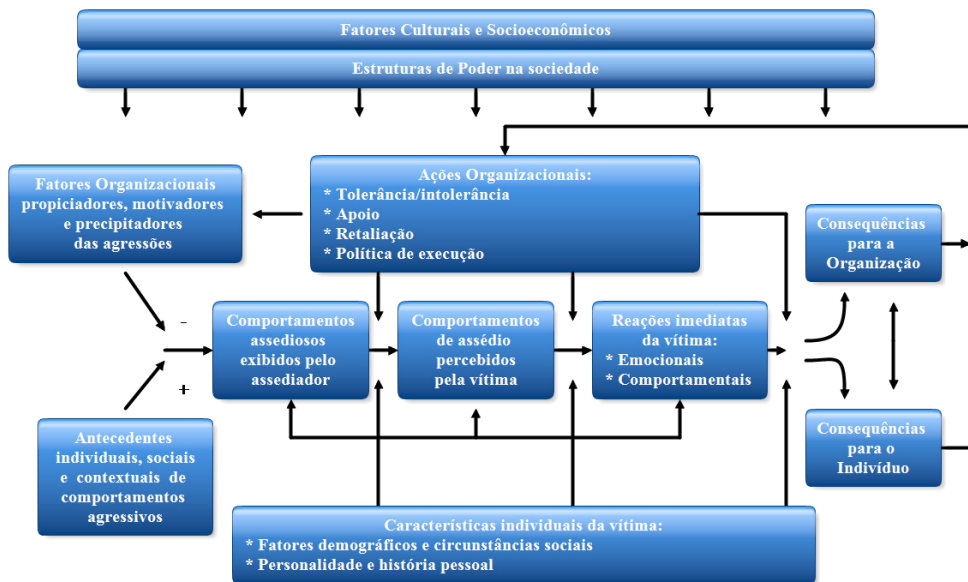 Fatores Culturais e Socioeconômicos
Estruturas de Poder na sociedade
Ações Organizacionais:
* Tolerância/intolerância
* Apoio
* Retaliação
* Política de execução
Fatores Organizacionais
propiciadores, motivadores
e precipitadores
das agressões
Consequências
para a
Organização
-
+
Comportamentos
assediosos
exibidos pelo
assediador
Comportamentos
de assédio
percebidos
pela vítima
Reações imediatas
da vítima:
* Emocionais
* Comportamentais
Antecedentes
individuais, sociais
e contextuais de
comportamentos
agressivos
Consequências
para o
Indivíduo
Características individuais da vítima:
* Fatores demográficos e circunstâncias sociais
* Personalidade e história pessoal